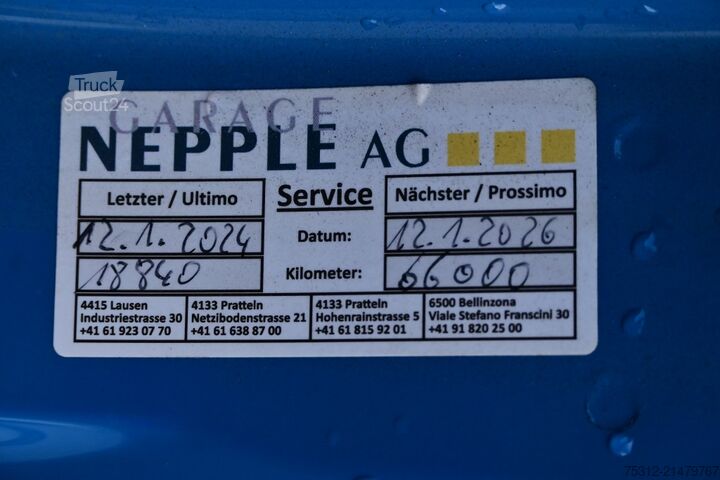 Truck
Scout24
GARAGE
NEPPLE AG
Letzter / Ultimo Service Nächster / Prossimo
12.1.2024 Datum: 12.1.2026
18840 Kilometer: 66000
4415 Lausen 4133 Pratteln 4133 Pratteln 6500 Bellinzona
Industriestrasse 30 Netzibodenstrasse 21 Hohenrainstrasse 5 Viale Stefano Franscini 30
+41 61 923 07 70 +41 61 638 87 00 +41 61 815 92 01 +41 91 820 25 00
75312-21479767